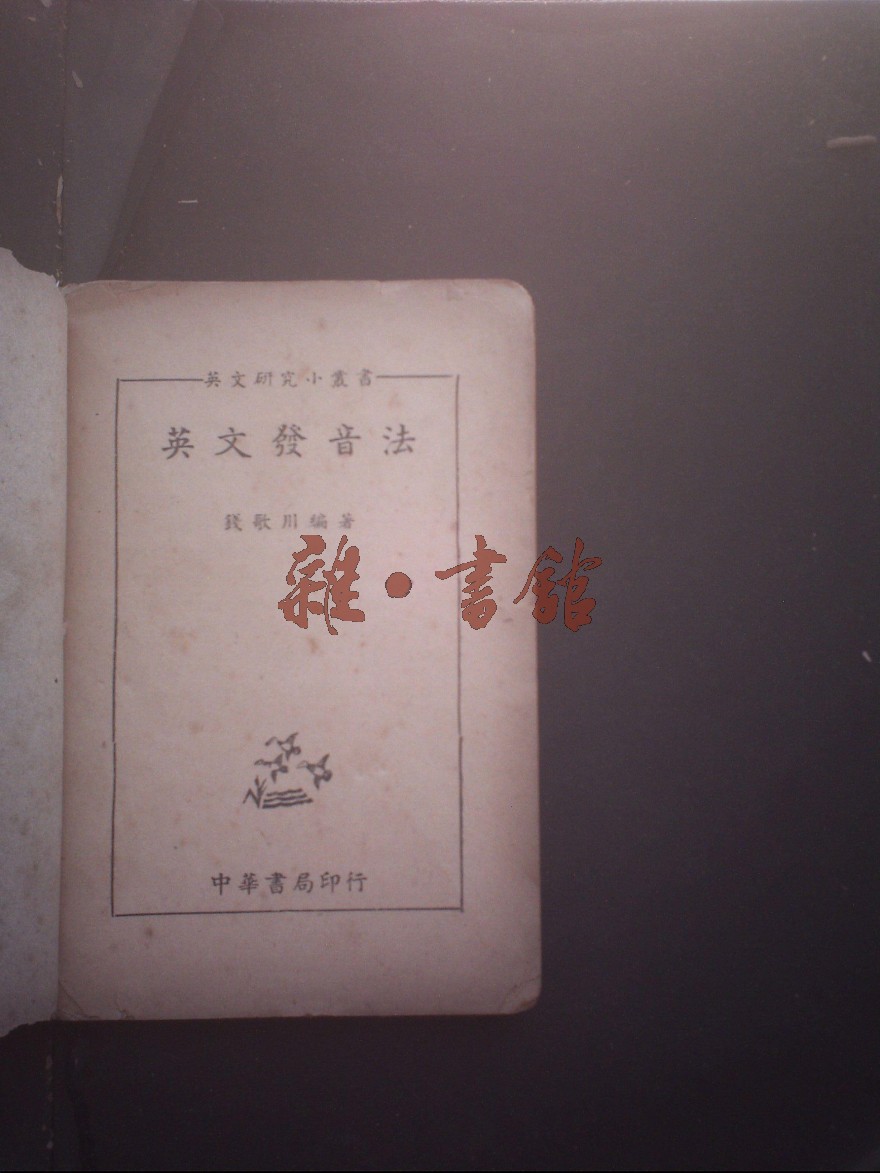 英文研究小叢書
英文發音法
錢歌川編著
雜·書館
中華書局印行